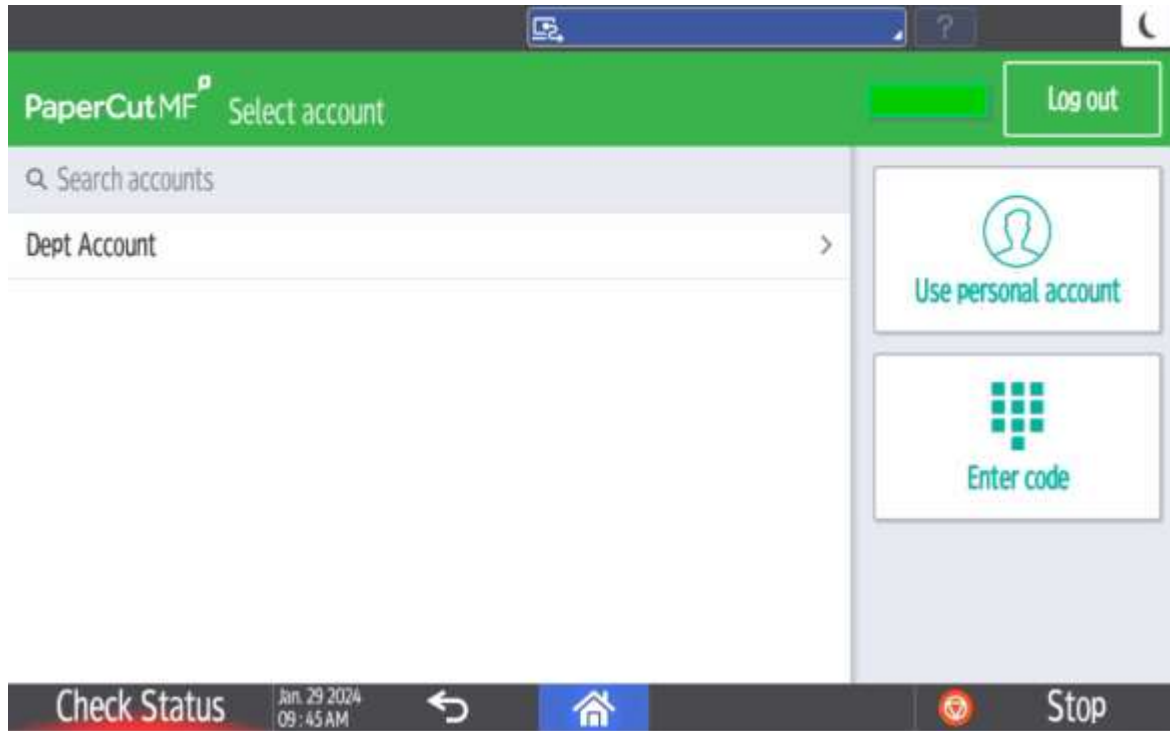 ?
PaperCutMF Select account
Log out
Search accounts
Dept Account
Use personal account
Enter code
Check Status
Jan. 29 2024
09:45 AM
Stop